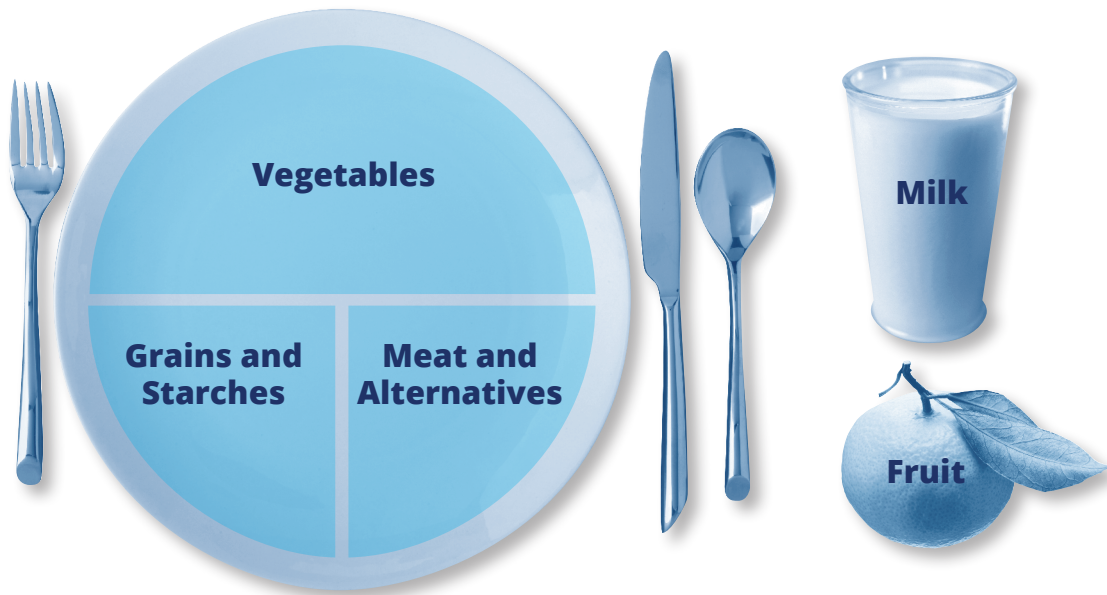 Vegetables
Grains and
Starches
Meat and
Alternatives
Milk
Fruit